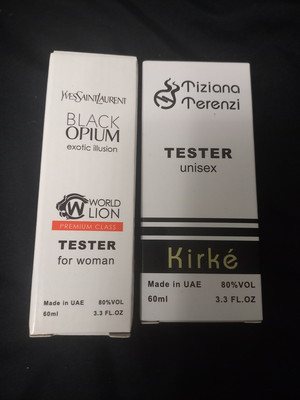 YVESSAINTLAURENT
BLACK
OPIUM
exotic illusion
WORLD
LION
PREMIUM CLASS
TESTER
for woman
Made in UAE 80%VOL
60ml 3.3 FL.OZ
Tiziana
Terenzi
TESTER
unisex
Kirké
Made in UAE 80%VOL
60ml 3.3 FL.OZ